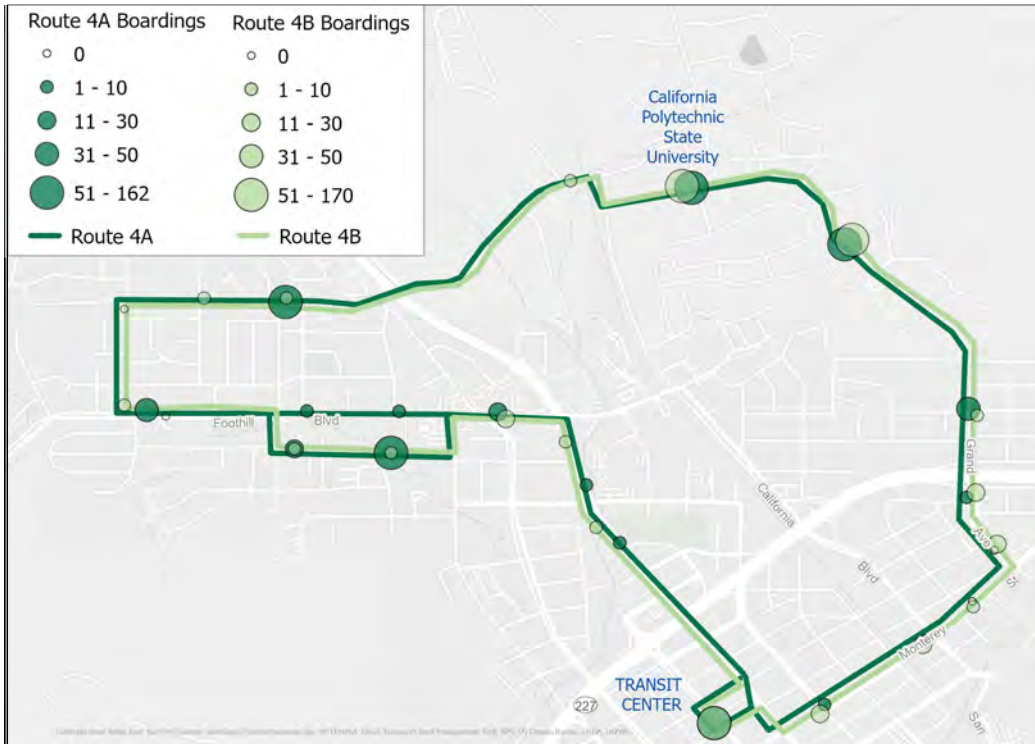 Route 4A Boardings
0
1 - 10
11 - 30
31 - 50
51 - 162
Route 4A
Route 4B Boardings
0
1 - 10
11 - 30
31 - 50
51 - 170
Route 4B
California
Polytechnic
State
University
Foothill Blvd
Grand
Ave
California
Blvd
St
Monterey
San
TRANSIT
CENTER
227